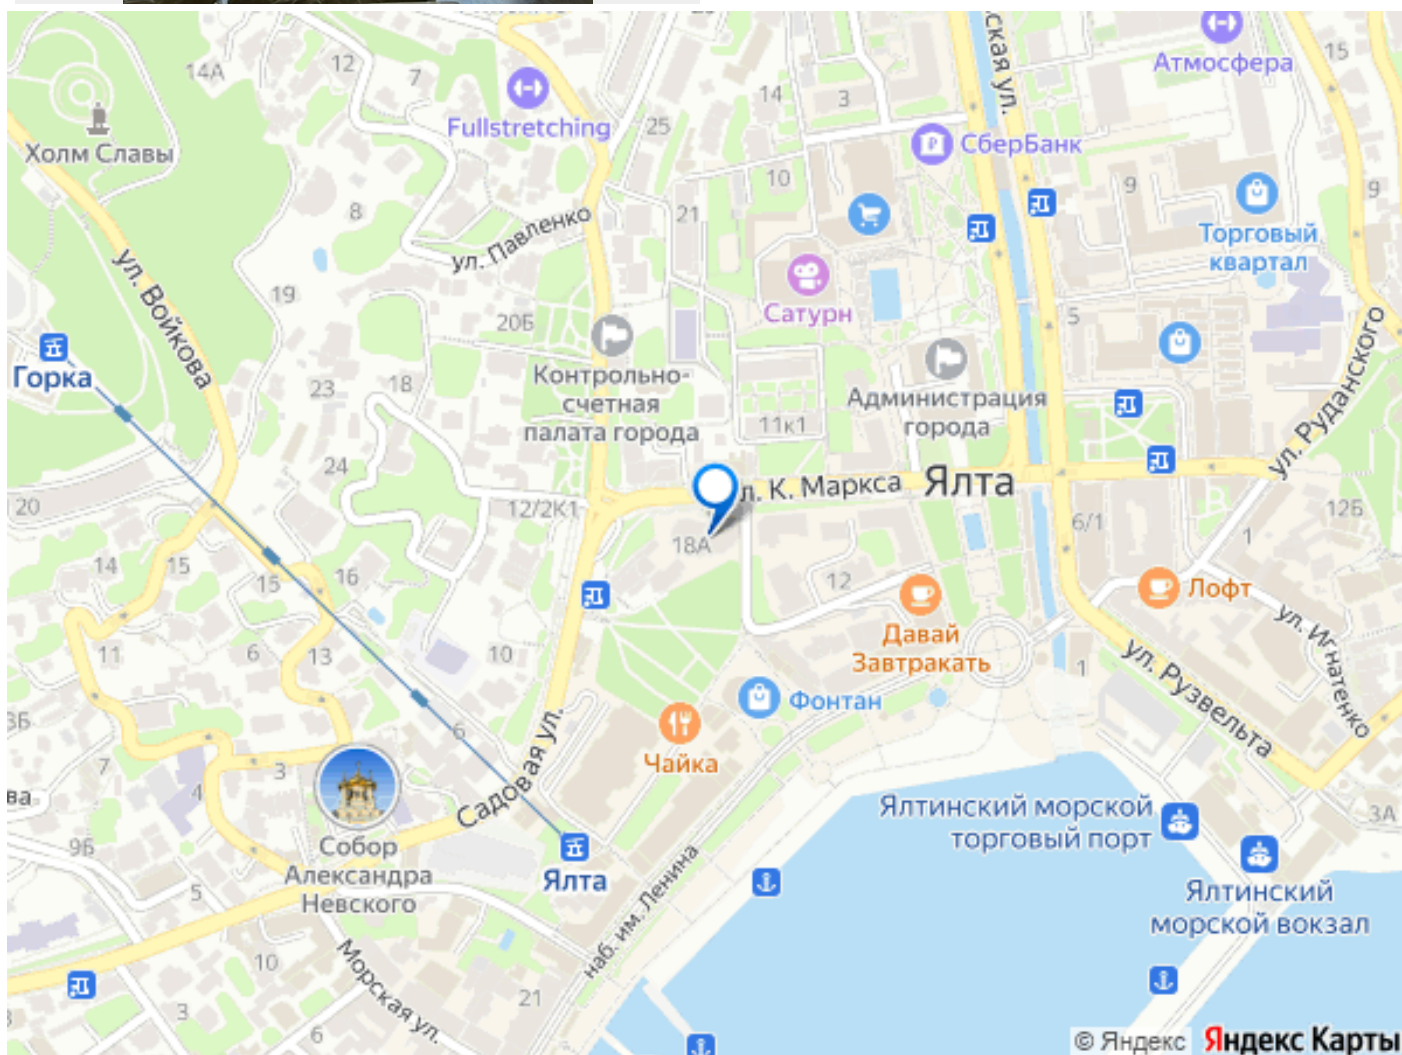 ская ул.
15
14А
12
7
Атмосфера
14
3
Fullstretching
25
СберБанк
Холм Славы
10
9
9
8
21
ул. Павленко
Торговый
квартал
ул. Войкова
19
Сатурн
20Б
5
Горка
Контрольно-
счетная
палата города
23
18
Администрация
города
11к1
ул. Руданского
24
л. К. Маркса
Ялта
20
12/2К1
6/1
12Б
1
18А
14
15
15
16
12
Лофт
Давай
Завтракать
ул. Игнатенко
11
6
13
10
1
ул. Рузвельта
Фонтан
3Б
6
Чайка
7
3
4
ва
Садовая ул.
Ялтинский морской
торговый порт
3А
9Б
Собор
Александра
Невского
Ялта
5
наб. им. Ленина
Ялтинский
морской вокзал
10
Морская ул.
21
3
6
© Яндекс Яндекс Карты